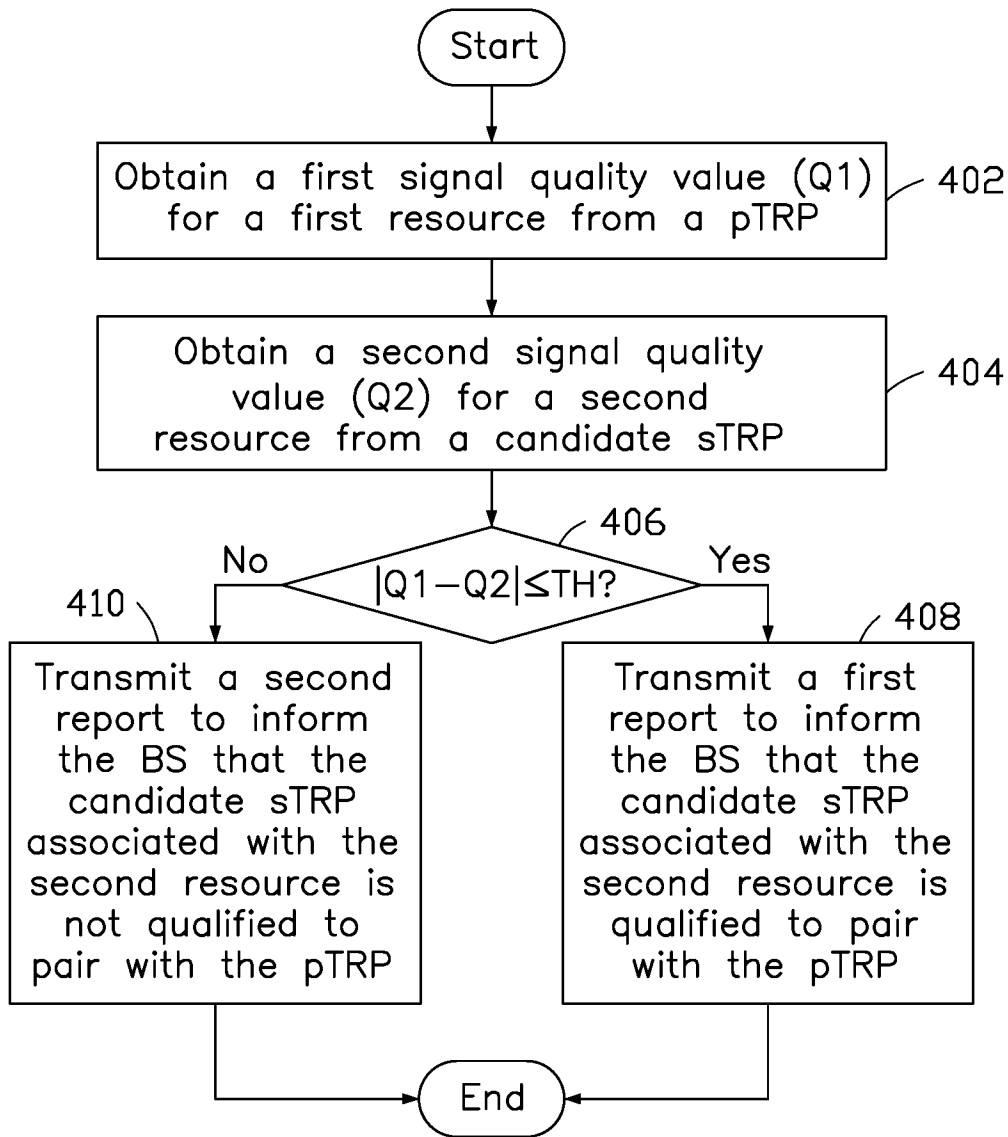 Start
Obtain a first signal quality value (Q1)
for a first resource from a pTRP
402
Obtain a second signal quality
value (Q2) for a second
resource from a candidate sTRP
404
406
No
|Q1−Q2|≤TH?
Yes
410
Transmit a second
report to inform
the BS that the
candidate sTRP
associated with the
second resource is
not qualified to
pair with the pTRP
408
Transmit a first
report to inform
the BS that the
candidate sTRP
associated with the
second resource is
qualified to pair
with the pTRP
End